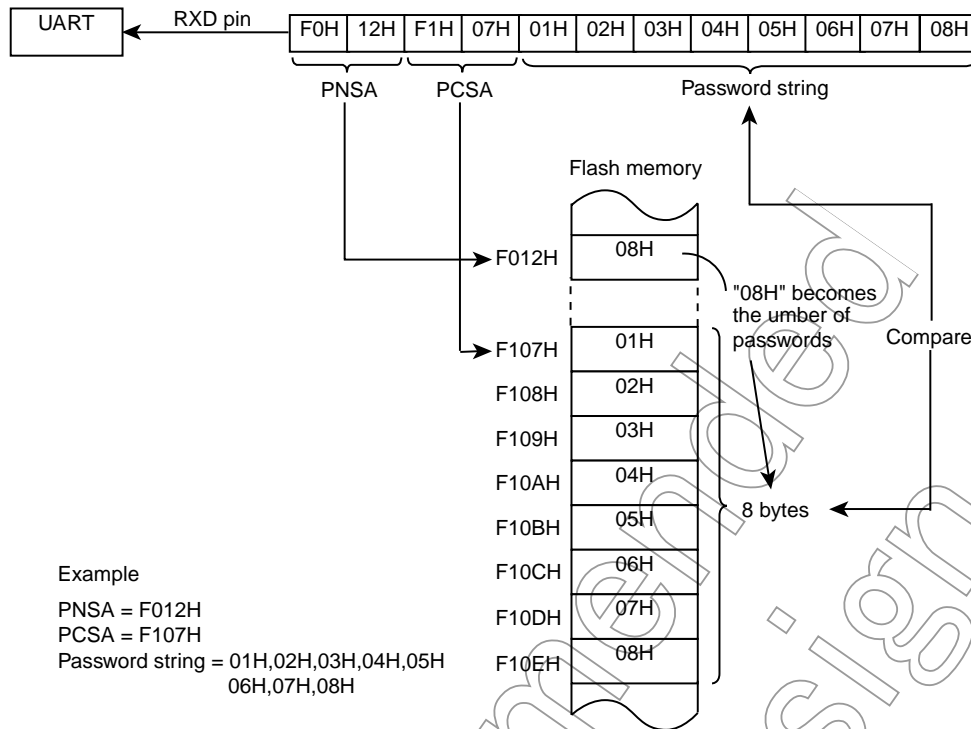 UART
RXD pin
F0H 12H F1H 07H 01H 02H 03H 04H 05H 06H 07H 08H
PNSA PCSA Password string
Flash memory
F012H 08H
"08H" becomes
the umber of
passwords
Compare
F107H 01H
F108H 02H
F109H 03H
F10AH 04H
F10BH 05H
8 bytes
F10CH 06H
F10DH 07H
F10EH 08H
Example
PNSA = F012H
PCSA = F107H
Password string = 01H,02H,03H,04H,05H
06H,07H,08H